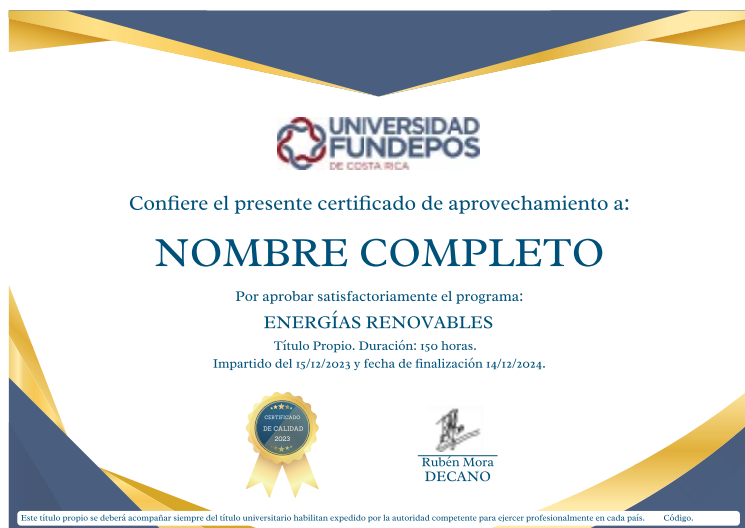 UNIVERSIDAD
FUNDEPOS
DE COSTA RICA
Confiere el presente certificado de aprovechamiento a:
NOMBRE COMPLETO
Por aprobar satisfactoriamente el programa:
ENERGÍAS RENOVABLES
Título Propio. Duración: 150 horas.
Impartido del 15/12/2023 y fecha de finalización 14/12/2024.
CERTIFICADO
DE CALIDAD
2023
Rubén Mora
DECANO
Este título propio se deberá acompañar siempre del título universitario habilitan expedido por la autoridad competente para ejercer profesionalmente en cada país. Código.